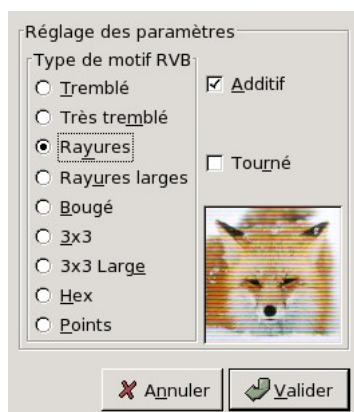 Réglage des paramètres
Type de motif RVB
Tremblé
Très tremblé
Rayures
Rayures larges
Bougé
3x3
3x3 Large
Hex
Points
Additif
Tourné
Annuler
Valider